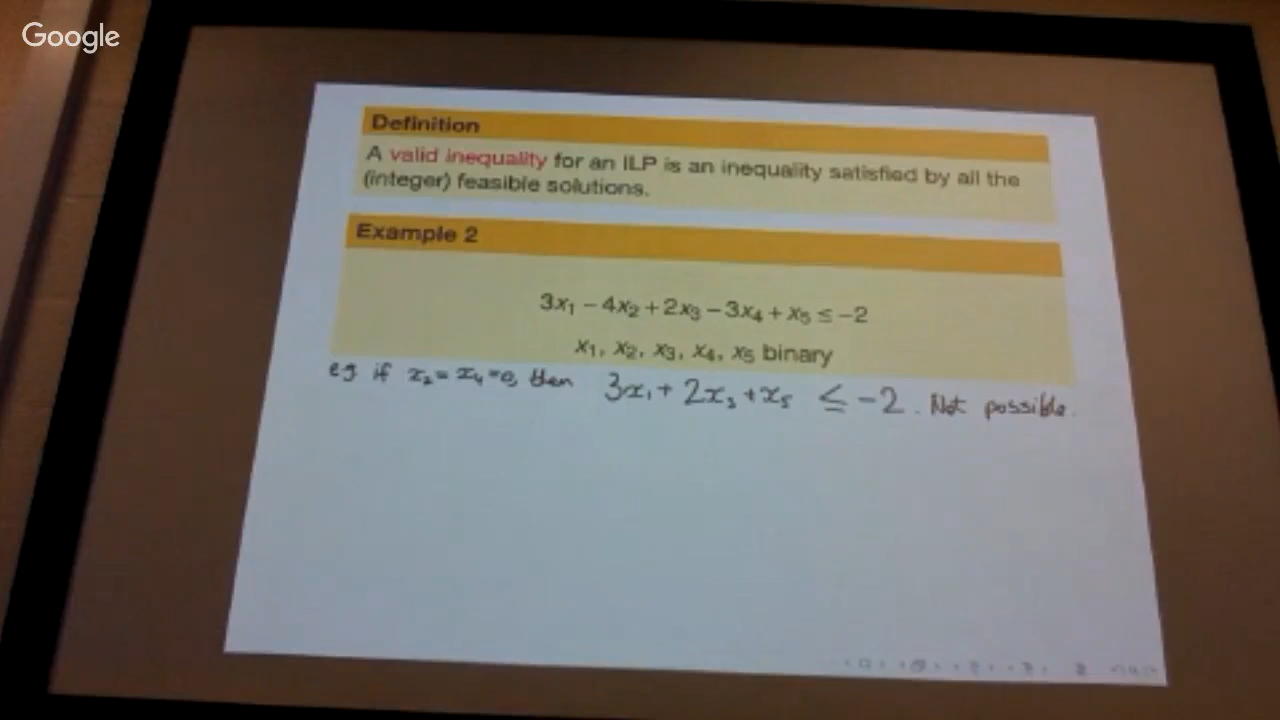 Google
Definition
A valid inequality for an ILP is an inequality satisfied by all the
(integer) feasible solutions.
Example 2
3x₁ − 4x₂ + 2x₃ − 3x₄ + x₅ ≤ −2
x₁, x₂, x₃, x₄, x₅ binary
eg if x₂ = x₄ = 0, then 3x₁ + 2x₃ + x₅ ≤ −2. Not possible.